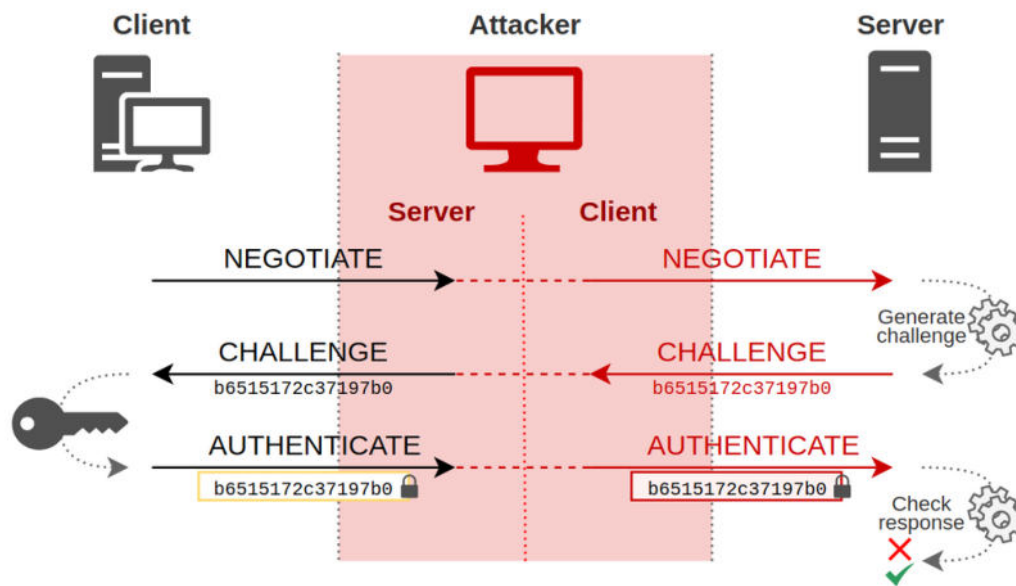 Client
Attacker
Server
Server
Client
NEGOTIATE
NEGOTIATE
Generate
challenge
CHALLENGE
b6515172c37197b0
CHALLENGE
b6515172c37197b0
AUTHENTICATE
b6515172c37197b0
AUTHENTICATE
b6515172c37197b0
Check
response